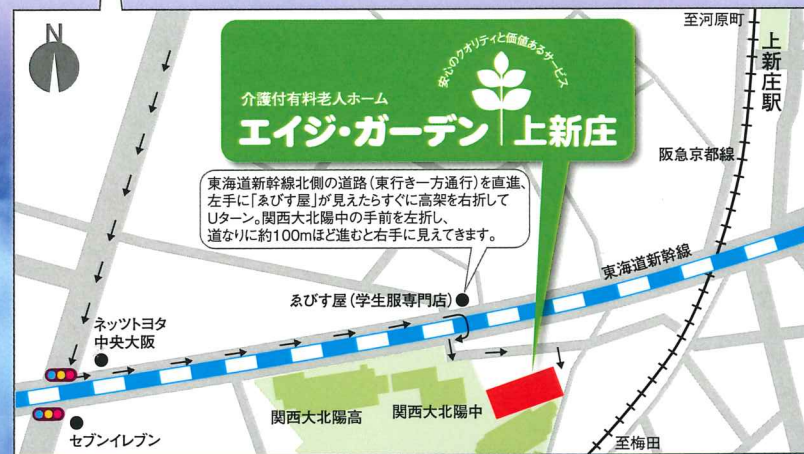 N
至河原町
上新庄駅
安心のクオリティと価値あるサービス
介護付有料老人ホーム
エイジ・ガーデン 上新庄
阪急京都線
東海道新幹線北側の道路(東行き一方通行)を直進、
左手に「ゑびす屋」が見えたらすぐに高架を右折して
Uターン。関西大北陽中の手前を左折し、
道なりに約100mほど進むと右手に見えてきます。
東海道新幹線
ゑびす屋(学生服専門店)
ネッツトヨタ
中央大阪
関西大北陽高
関西大北陽中
セブンイレブン
至梅田